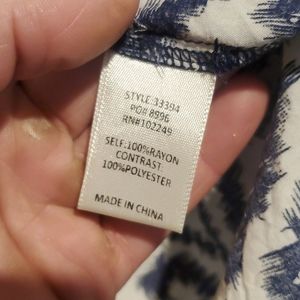 STYLE:33394
PO#8996
RN#102249
SELF:100%RAYON
CONTRAST:
100%POLYESTER
MADE IN CHINA